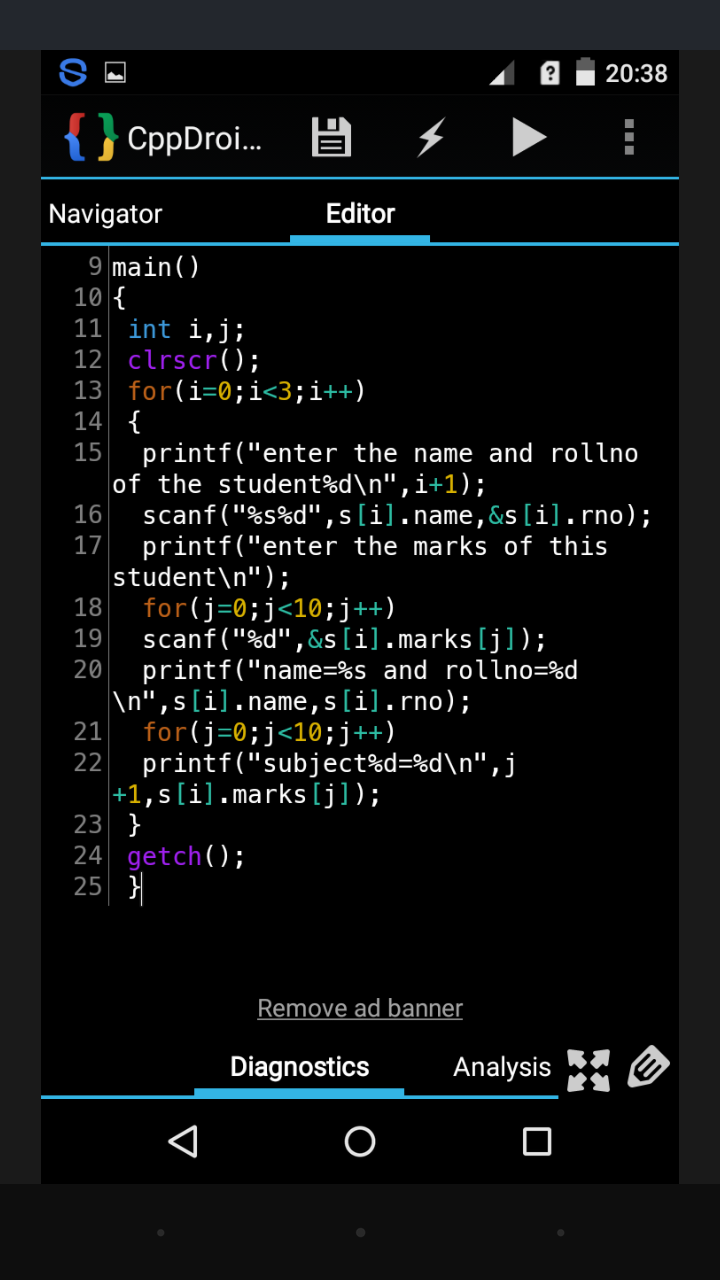 20:38
CppDroi...
Navigator
Editor
9 main()
10 {
11 int i,j;
12 clrscr();
13 for(i=0;i<3;i++)
14 {
15 printf("enter the name and rollno
of the student%d\n",i+1);
16 scanf("%s%d",s[i].name,&s[i].rno);
17 printf("enter the marks of this
student\n");
18 for(j=0;j<10;j++)
19 scanf("%d",&s[i].marks[j]);
20 printf("name=%s and rollno=%d
\n",s[i].name,s[i].rno);
21 for(j=0;j<10;j++)
22 printf("subject%d=%d\n",j
+1,s[i].marks[j]);
23 }
24 getch();
25 }
Remove ad banner
Diagnostics
Analysis